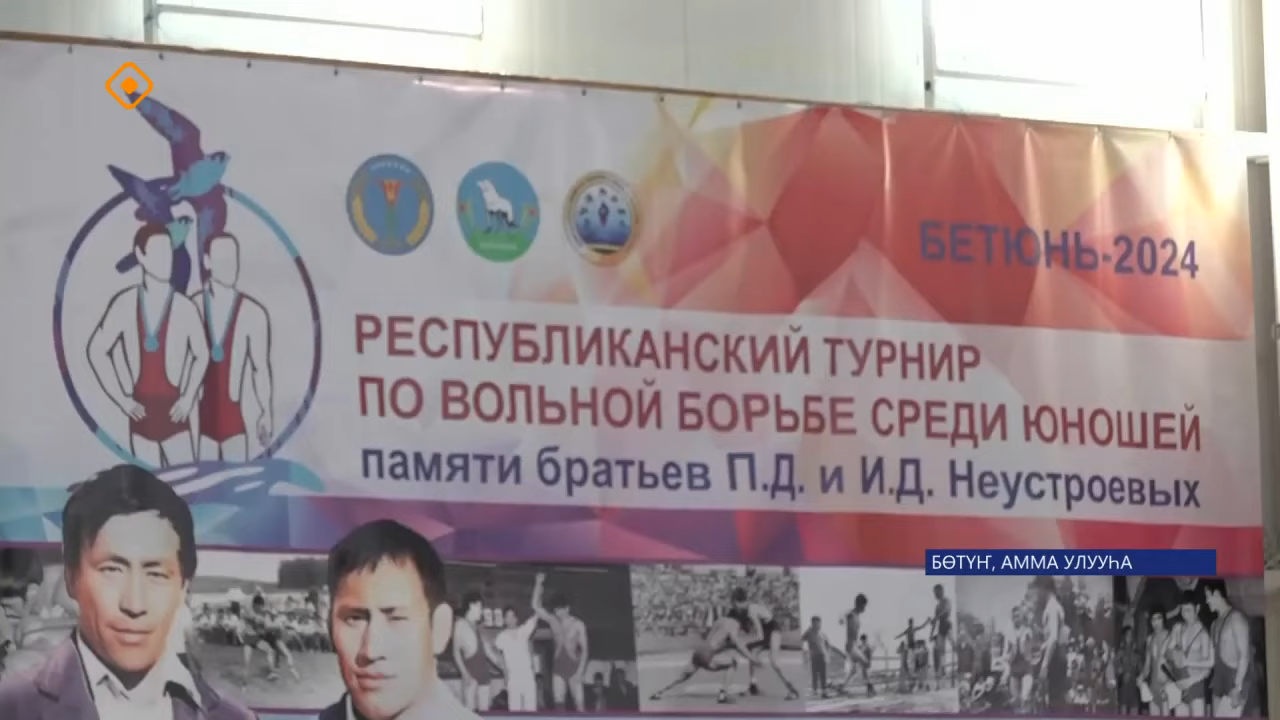 БЕТЮНЬ-2024
РЕСПУБЛИКАНСКИЙ ТУРНИР
ПО ВОЛЬНОЙ БОРЬБЕ СРЕДИ ЮНОШЕЙ
памяти братьев П.Д. и И.Д. Неустроевых
БӨТҮҤ, АММА УЛУУҺА